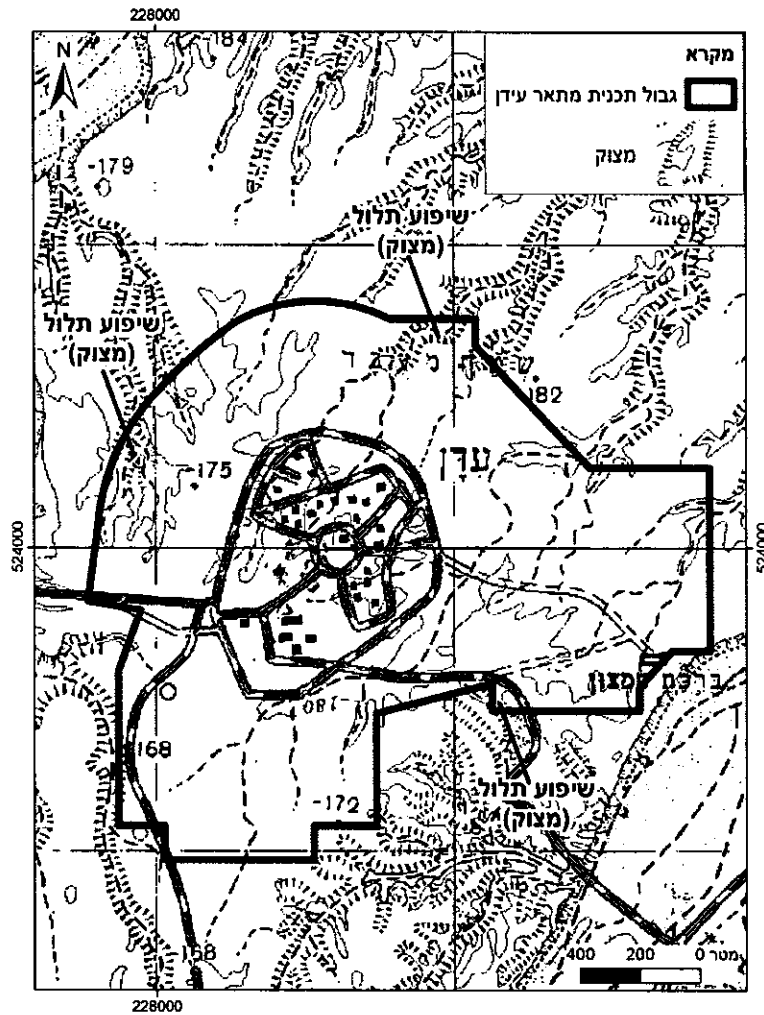 228000
-184
N
מקרא
גבול תכנית מתאר עידן
מצוק
-179
שיפוע תלול
(מצוק)
שיפוע תלול
(מצוק)
182
עדן
-175
524000
524000
-180
168
-172
שיפוע תלול
(מצוק)
168
מטר 0 200 400
228000